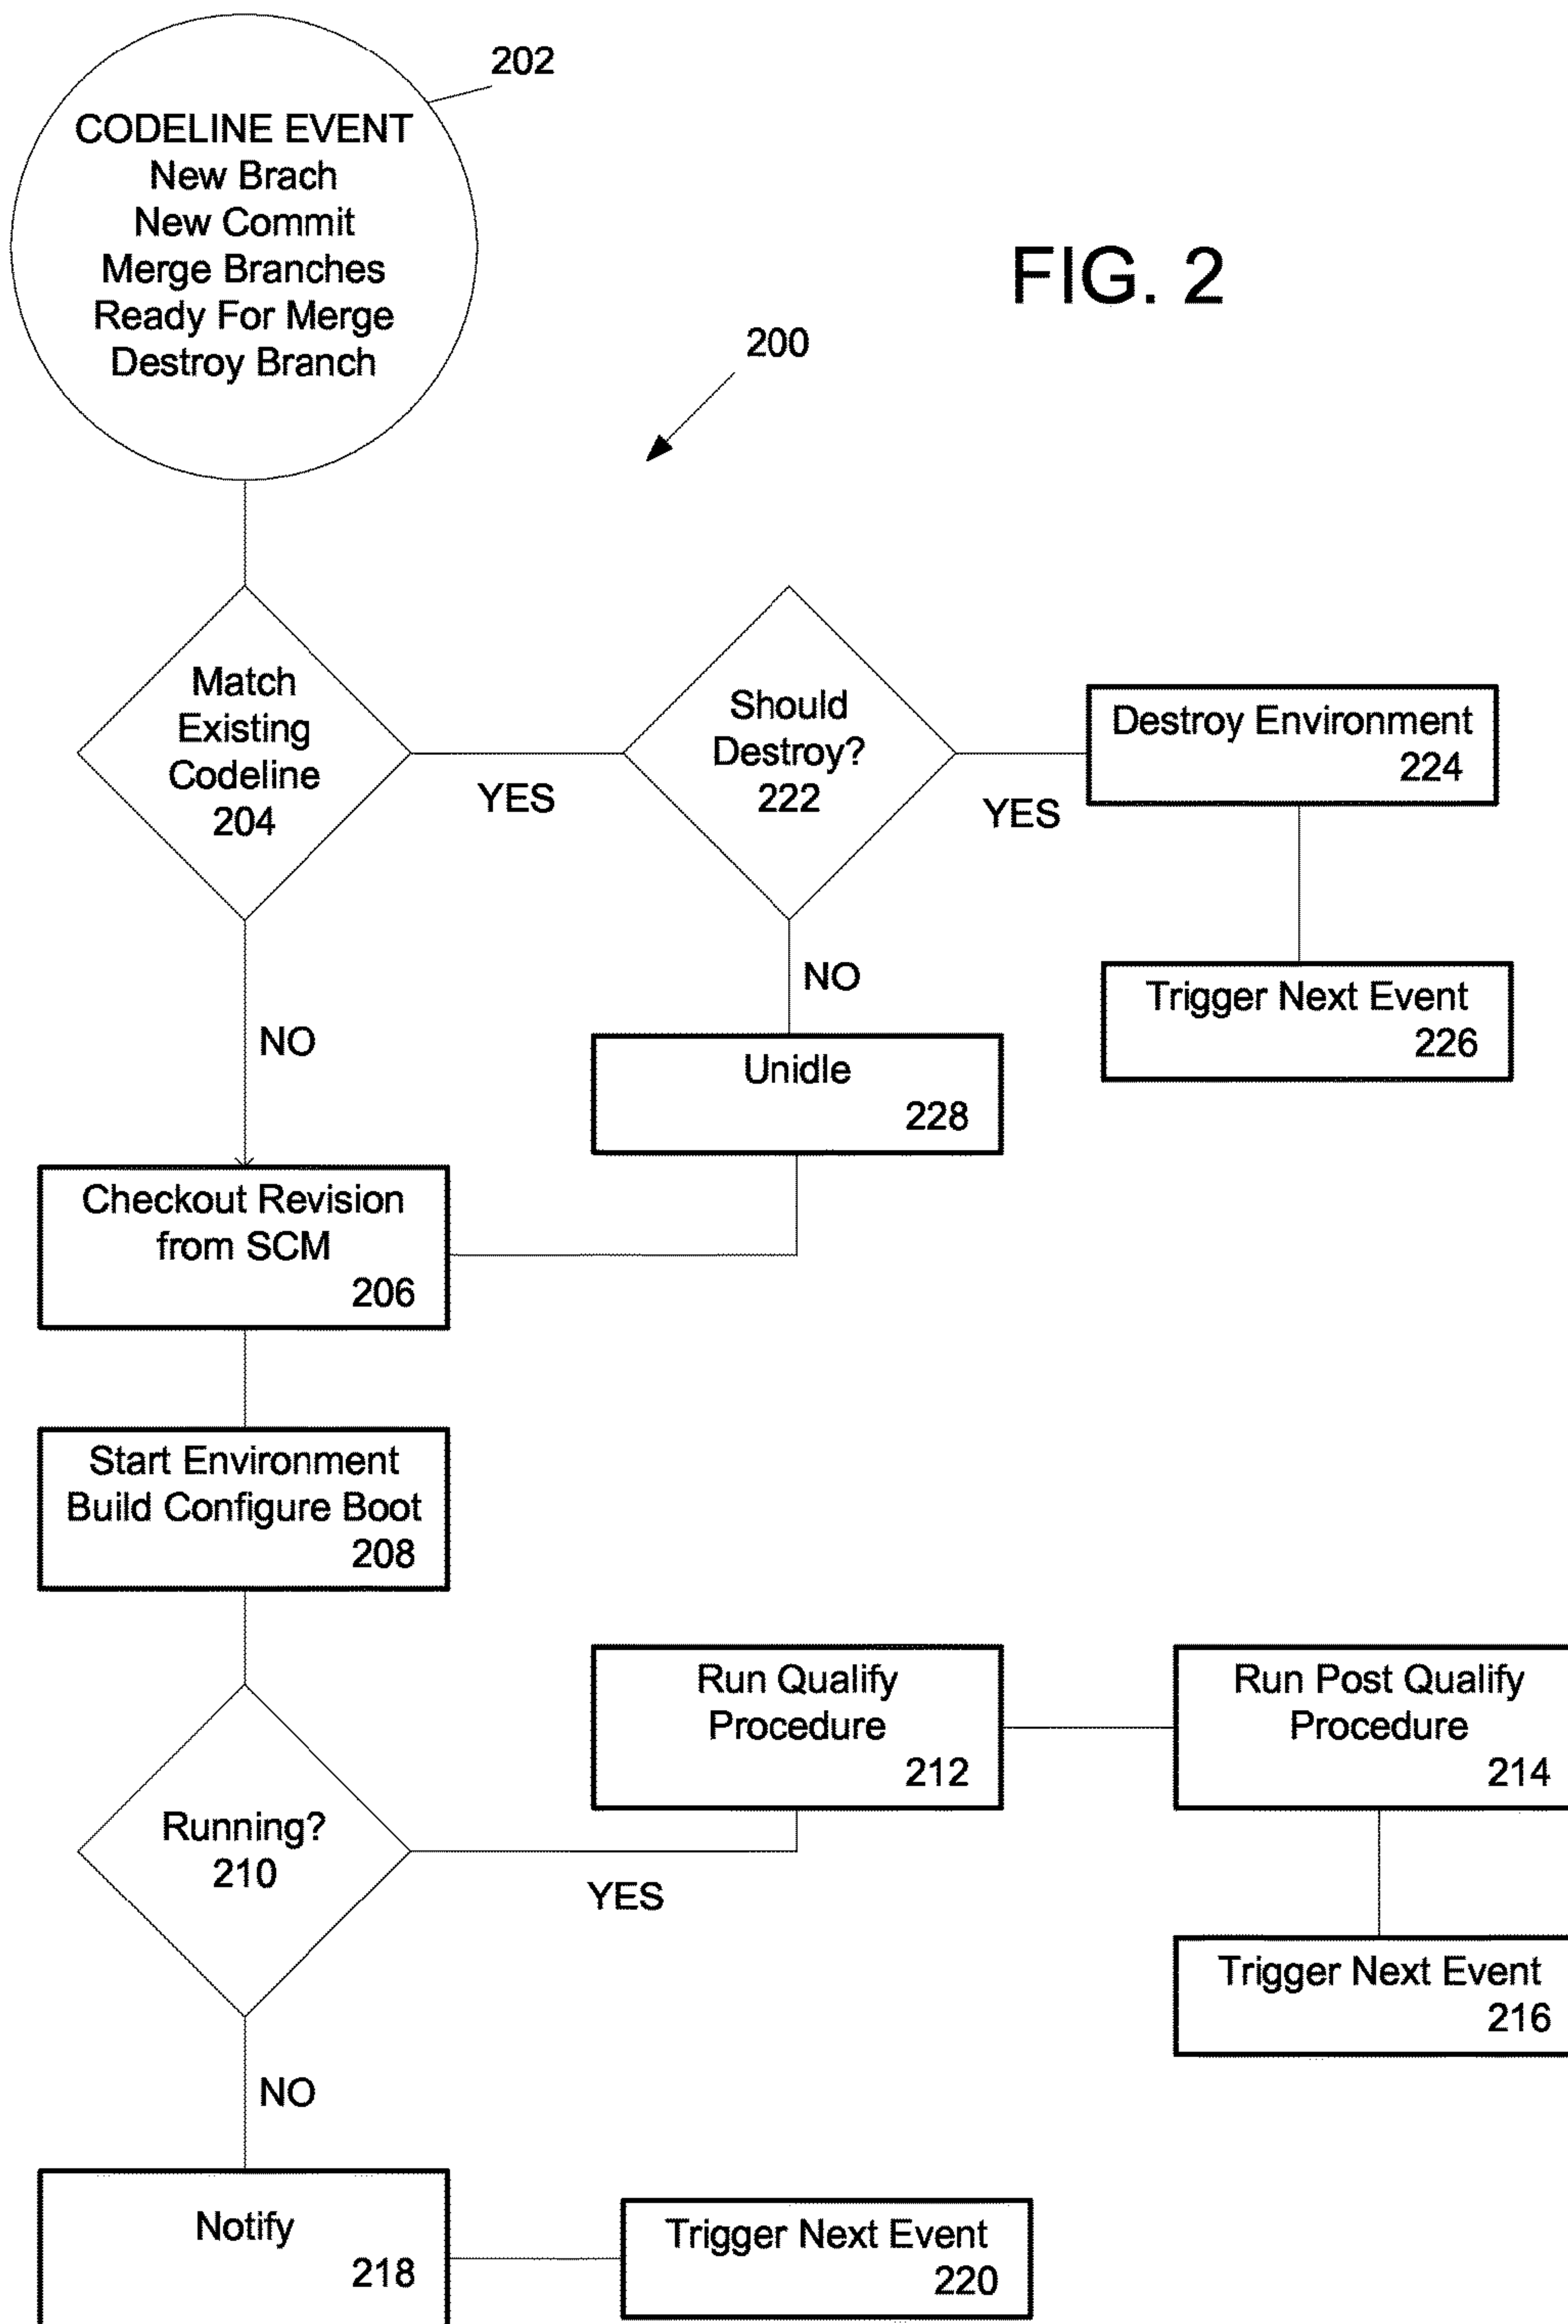 202
CODELINE EVENT
New Brach
New Commit
Merge Branches
Ready For Merge
Destroy Branch
FIG. 2
200
Match
Existing
Codeline
204
YES
Should
Destroy?
222
YES
Destroy Environment
224
Trigger Next Event
226
NO
Unidle
228
NO
Checkout Revision
from SCM
206
Start Environment
Build Configure Boot
208
Running?
210
YES
Run Qualify
Procedure
212
Run Post Qualify
Procedure
214
Trigger Next Event
216
NO
Notify
218
Trigger Next Event
220